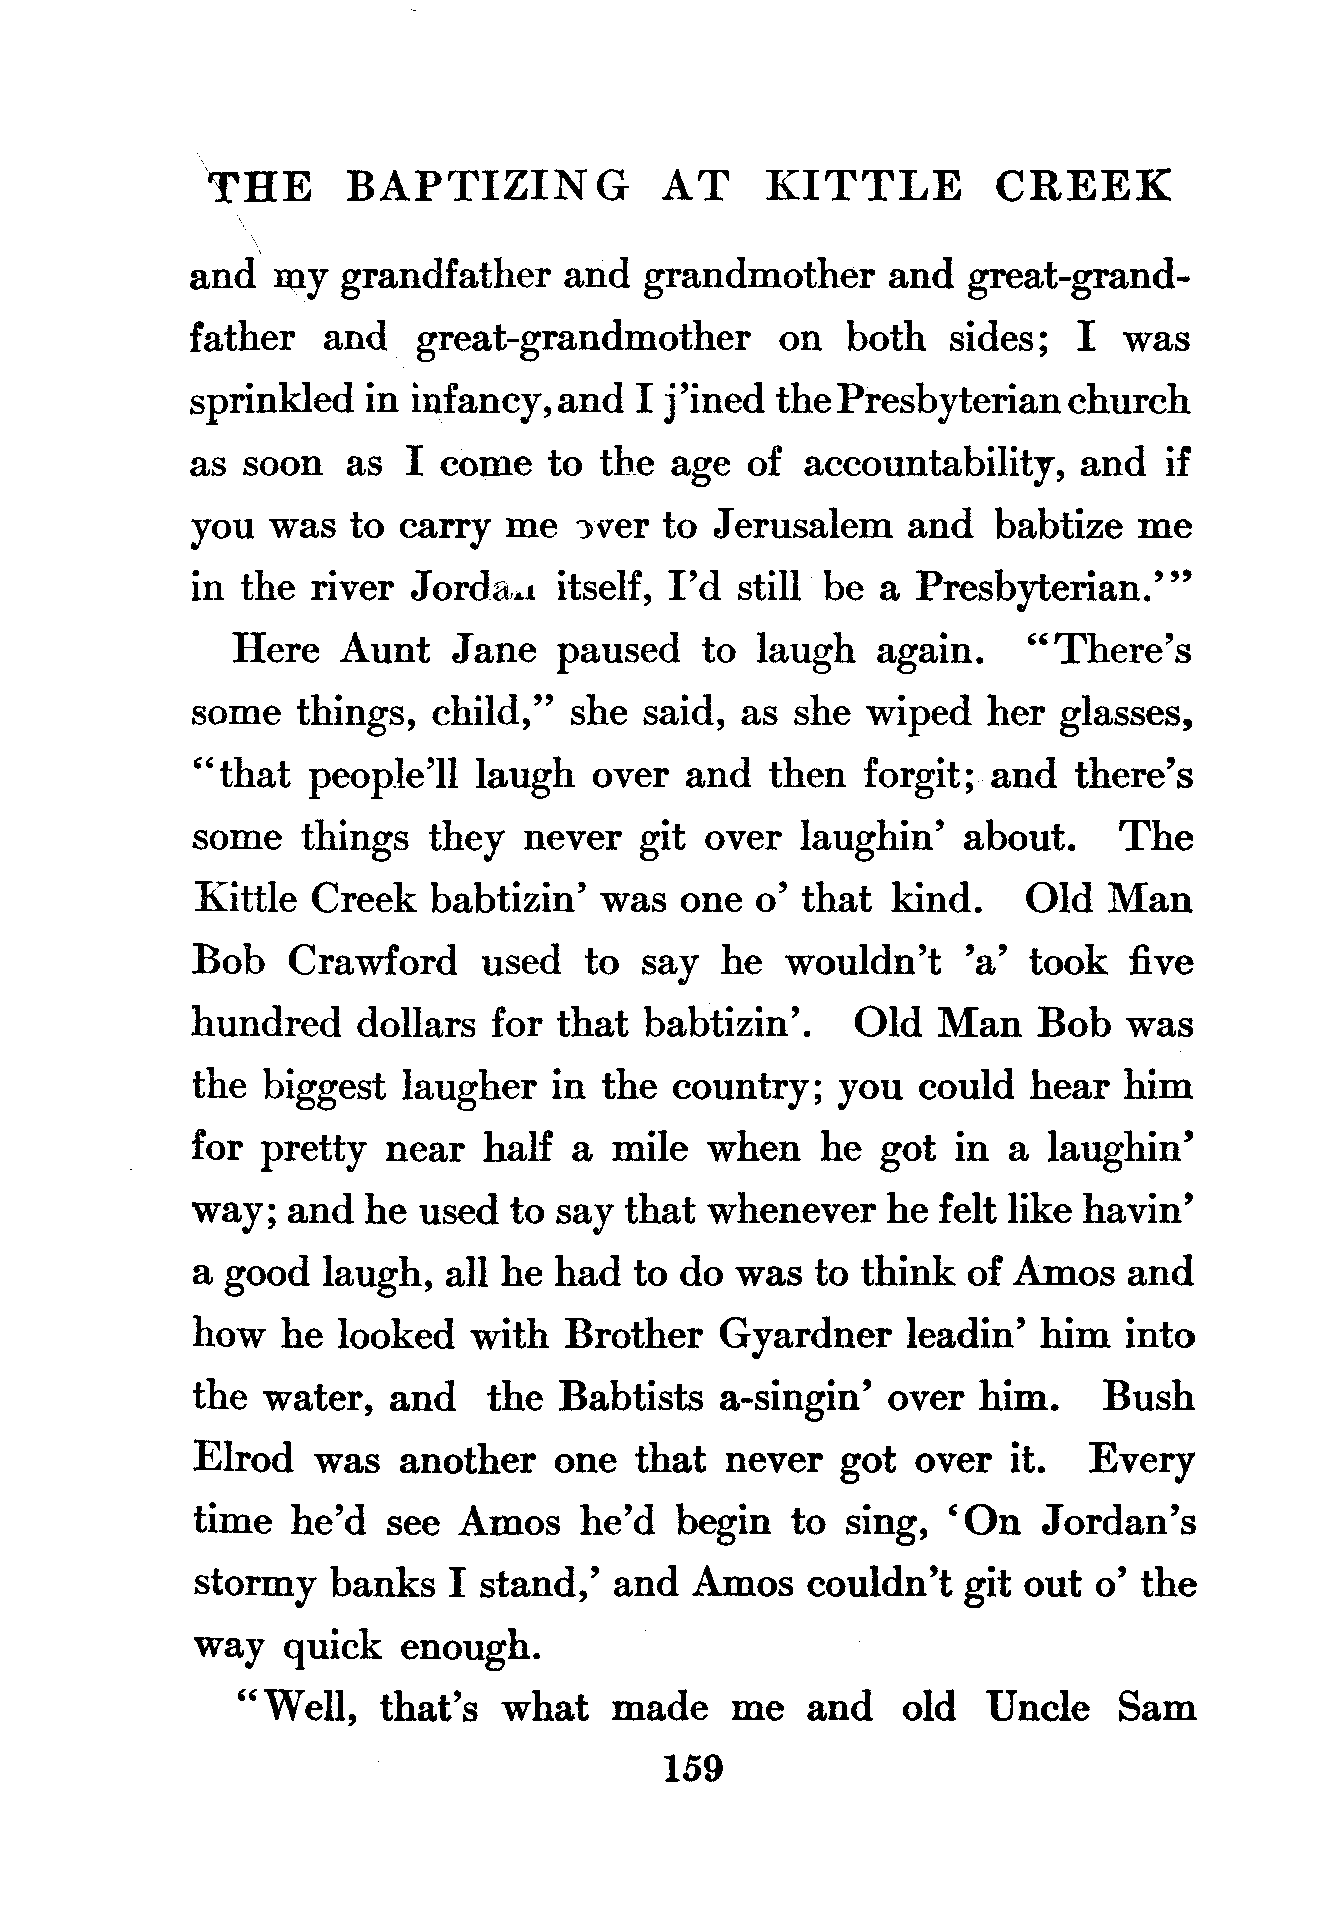 THE BAPTIZING AT KITTLE CREEK
and my grandfather and grandmother and great-grand-
father and great-grandmother on both sides; I was
sprinkled in infancy, and I j'ined the Presbyterian church
as soon as I come to the age of accountability, and if
you was to carry me over to Jerusalem and babtize me
in the river Jordan itself, I'd still be a Presbyterian.'"
Here Aunt Jane paused to laugh again. "There's
some things, child," she said, as she wiped her glasses,
"that people'll laugh over and then forgit; and there's
some things they never git over laughin' about. The
Kittle Creek babtizin' was one o' that kind. Old Man
Bob Crawford used to say he wouldn't 'a' took five
hundred dollars for that babtizin'. Old Man Bob was
the biggest laugher in the country; you could hear him
for pretty near half a mile when he got in a laughin'
way; and he used to say that whenever he felt like havin'
a good laugh, all he had to do was to think of Amos and
how he looked with Brother Gyardner leadin' him into
the water, and the Babtists a-singin' over him. Bush
Elrod was another one that never got over it. Every
time he'd see Amos he'd begin to sing, 'On Jordan's
stormy banks I stand,' and Amos couldn't git out o' the
way quick enough.
"Well, that's what made me and old Uncle Sam
159